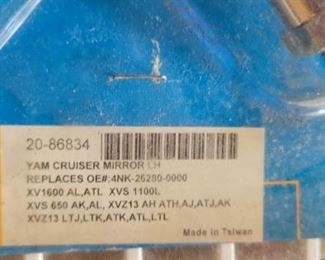 20-86834
YAM CRUISER MIRROR LH
REPLACES OE#:4NK-26280-0000
XV1600 AL,ATL XVS 1100L
XVS 650 AK,AL, XVZ13 AH ATH,AJ,ATJ,AK
XVZ13 LTJ,LTK,ATK,ATL,LTL
Made in Taiwan